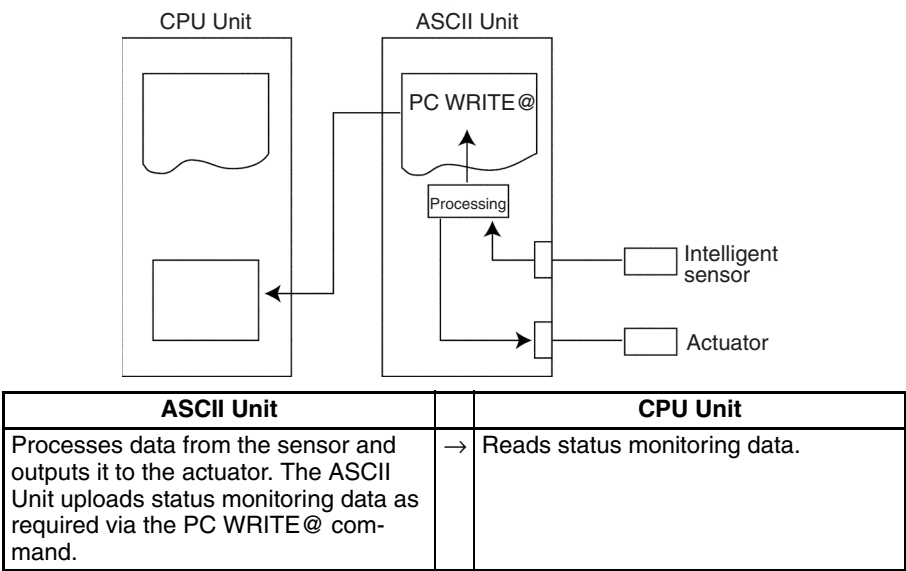 CPU Unit
ASCII Unit
PC WRITE@
Processing
Intelligent
sensor
Actuator
ASCII Unit
CPU Unit
Processes data from the sensor and
outputs it to the actuator. The ASCII
Unit uploads status monitoring data as
required via the PC WRITE@ com-
mand.
→
Reads status monitoring data.